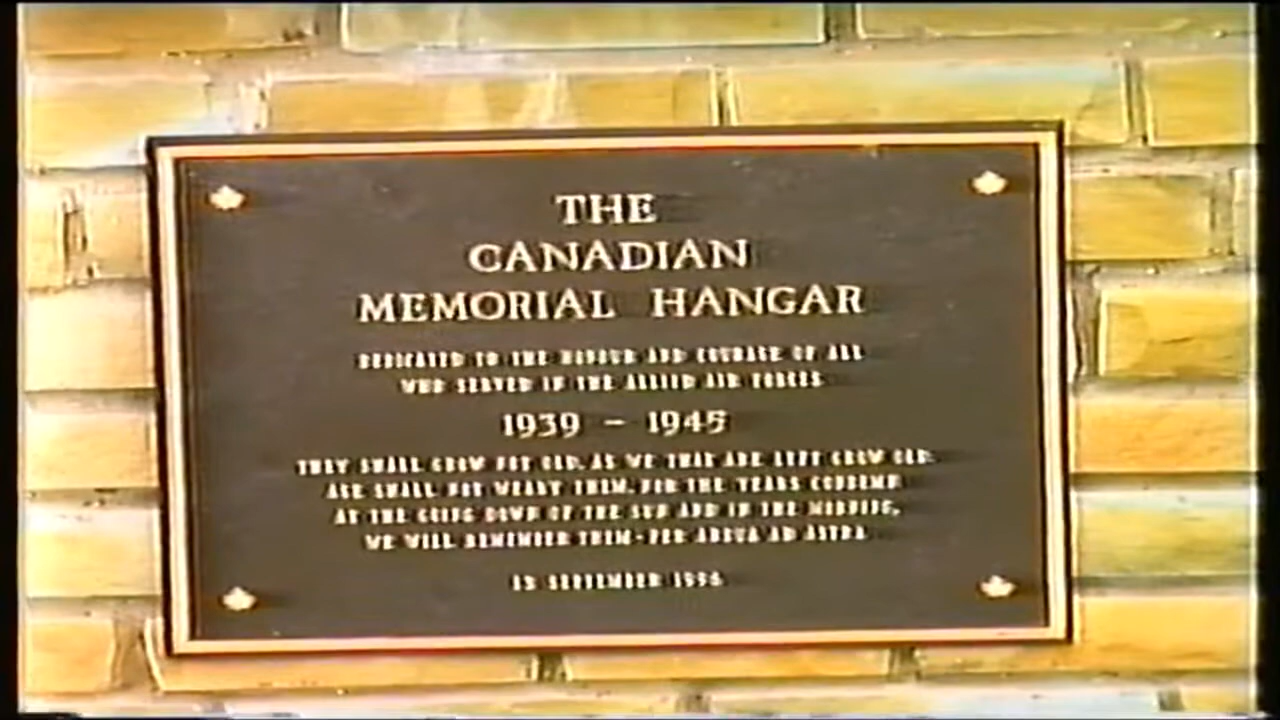 THE
CANADIAN
MEMORIAL HANGAR
DEDICATED TO THE HONOUR AND COURAGE OF ALL
WHO SERVED IN THE ALLIED AIR FORCES
1939 – 1945
THEY SHALL GROW NOT OLD, AS WE THAT ARE LEFT GROW OLD.
AGE SHALL NOT WEARY THEM, NOR THE YEARS CONDEMN
AT THE GOING DOWN OF THE SUN AND IN THE MORNING,
WE WILL REMEMBER THEM - PER ARDUA AD ASTRA
SEPTEMBER